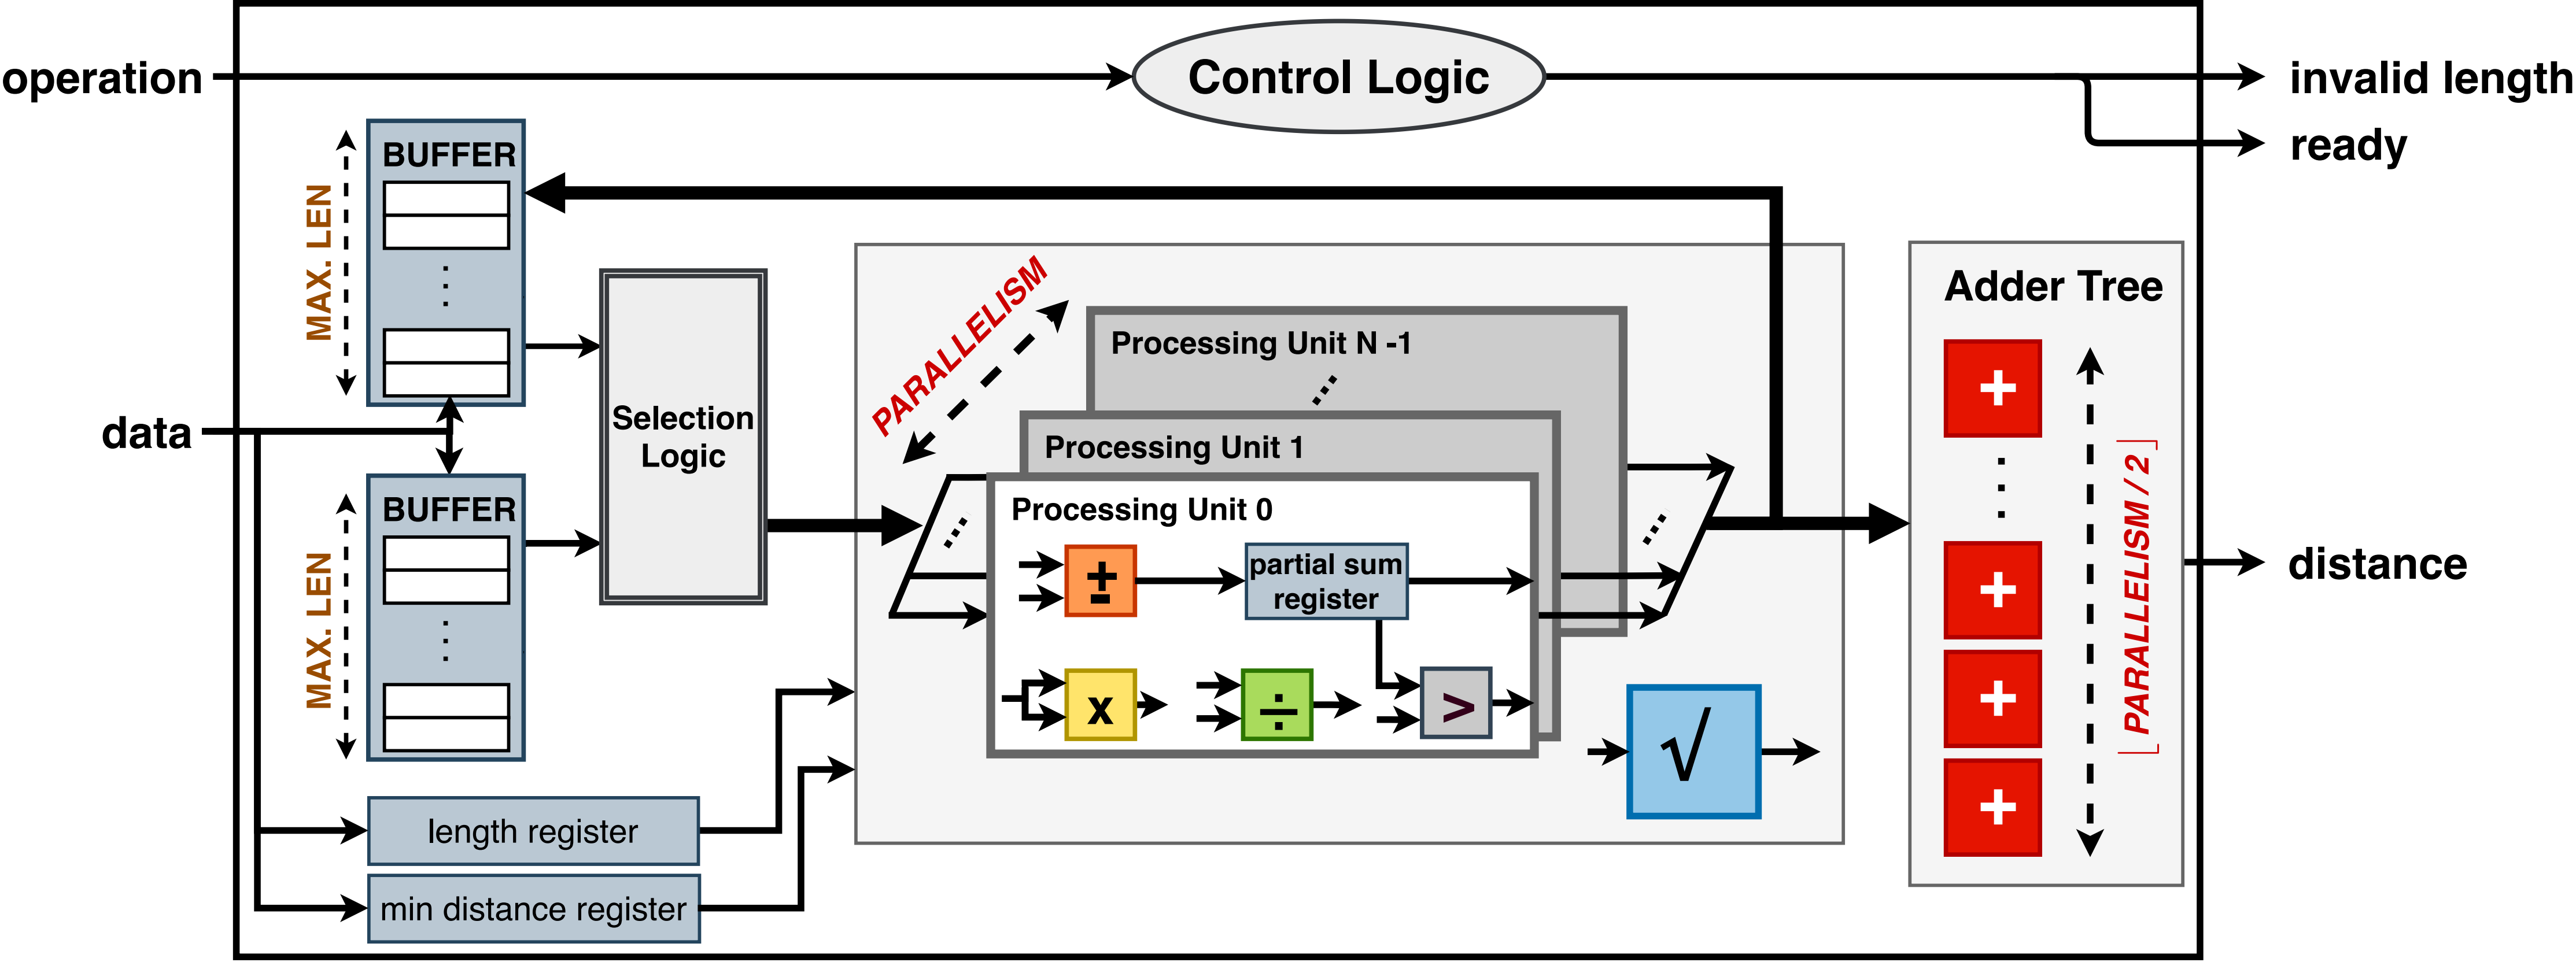 operation
Control Logic
invalid length
ready
BUFFER
MAX. LEN
PARALLELISM
Processing Unit N -1
Processing Unit 1
Processing Unit 0
Adder Tree
+
+
+
+
⌊PARALLELISM / 2⌋
Selection
Logic
data
BUFFER
MAX. LEN
±
partial sum
register
x
÷
>
√
distance
length register
min distance register